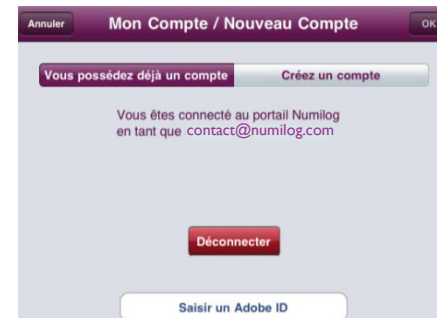 Annuler Mon Compte / Nouveau Compte OK
Vous possédez déjà un compte Créez un compte
Vous êtes connecté au portail Numilog
en tant que contact@numilog.com
Déconnecter
Saisir un Adobe ID